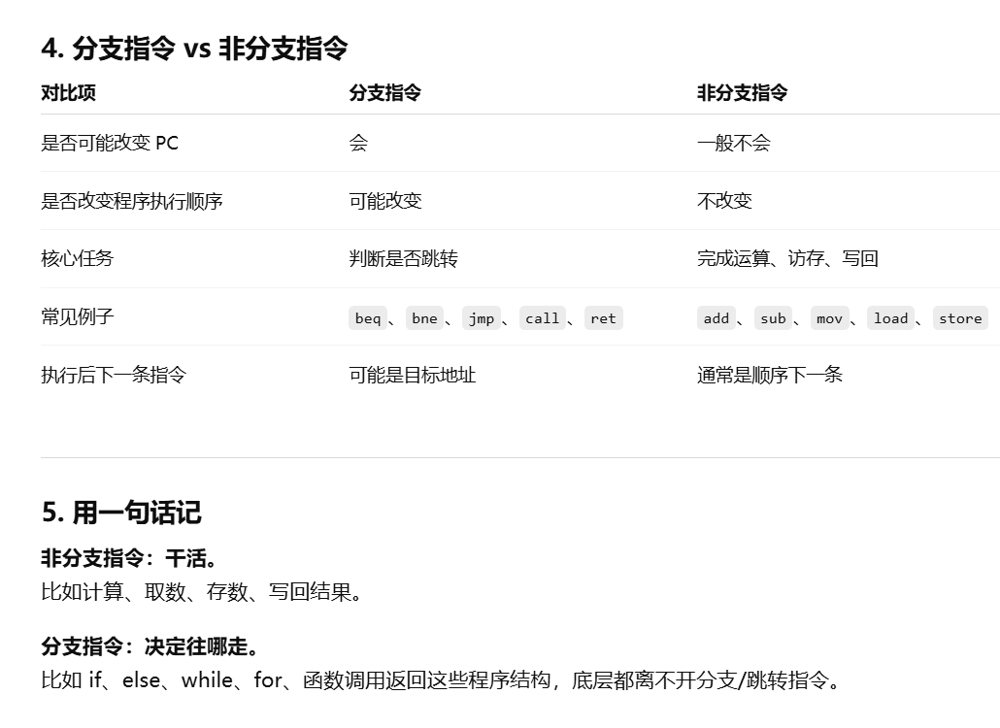 4. 分支指令 vs 非分支指令
对比项 分支指令 非分支指令
是否可能改变 PC 会 一般不会
是否改变程序执行顺序 可能改变 不改变
核心任务 判断是否跳转 完成运算、访存、写回
常见例子 beq、bne、jmp、call、ret add、sub、mov、load、store
执行后下一条指令 可能是目标地址 通常是顺序下一条
5. 用一句话记
非分支指令：干活。
比如计算、取数、存数、写回结果。
分支指令：决定往哪走。
比如 if、else、while、for、函数调用返回这些程序结构，底层都离不开分支/跳转指令。